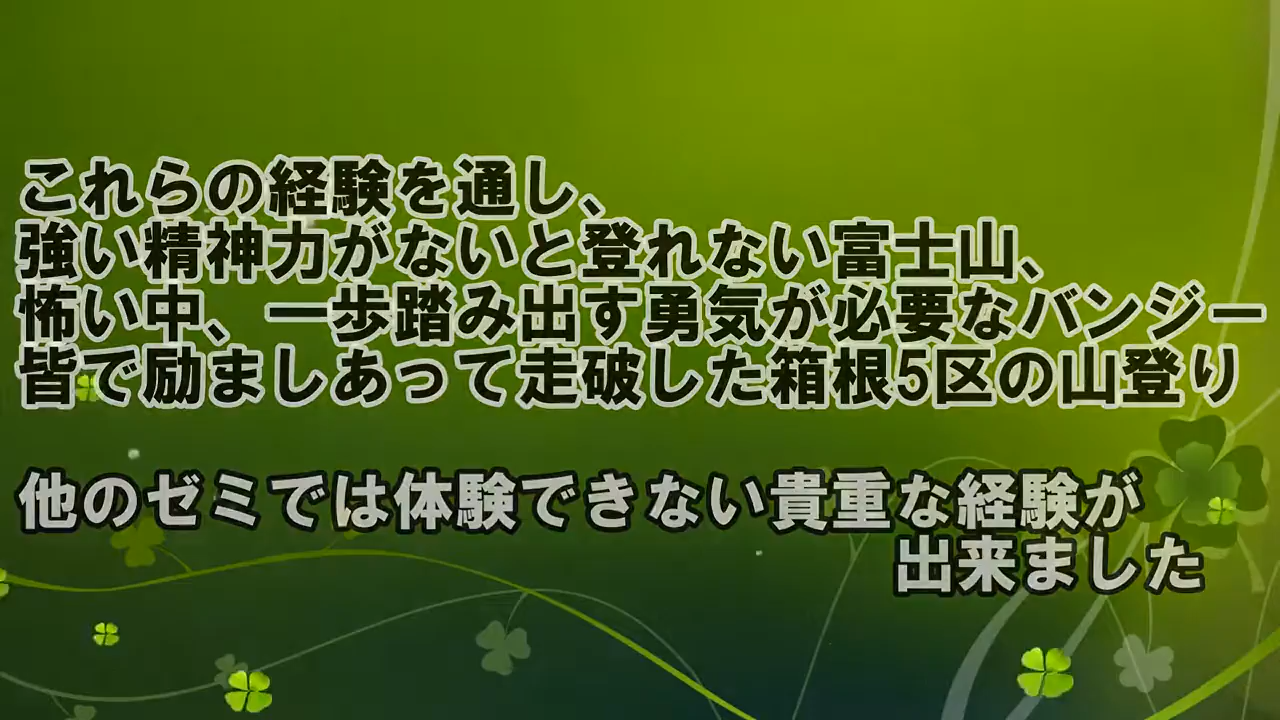 これらの経験を通し、
強い精神力がないと登れない富士山、
怖い中、一歩踏み出す勇気が必要なバンジー
皆で励ましあって走破した箱根5区の山登り
他のゼミでは体験できない貴重な経験が
出来ました